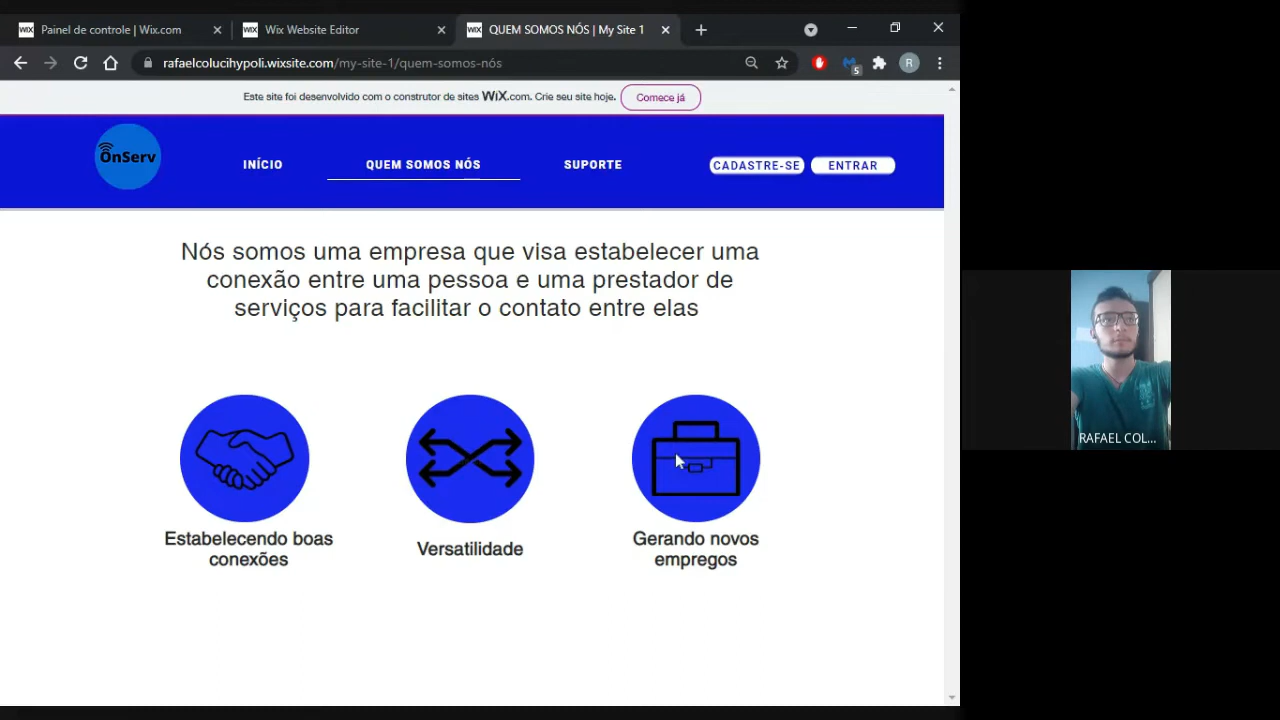 Painel de controle | Wix.com
Wix Website Editor
QUEM SOMOS NÓS | My Site 1
rafaelcolucihypoli.wixsite.com/my-site-1/quem-somos-nós
5
R
Este site foi desenvolvido com o construtor de sites WiX.com. Crie seu site hoje.
Comece já
OnServ
INÍCIO
QUEM SOMOS NÓS
SUPORTE
CADASTRE-SE
ENTRAR
Nós somos uma empresa que visa estabelecer uma
conexão entre uma pessoa e uma prestador de
serviços para facilitar o contato entre elas
Estabelecendo boas
conexões
Versatilidade
Gerando novos
empregos
RAFAEL COL...